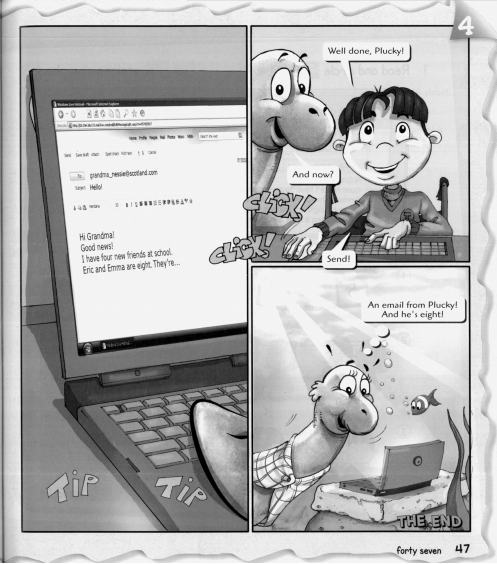 4
grandma_nessie@scotland.com
Hello!
Hi Grandma!
Good news!
I have four new friends at school.
Eric and Emma are eight. They're...
TIP
TIP
Well done, Plucky!
And now?
CLICK!
CLICK!
Send!
An email from Plucky!
And he's eight!
THE END
forty seven 47